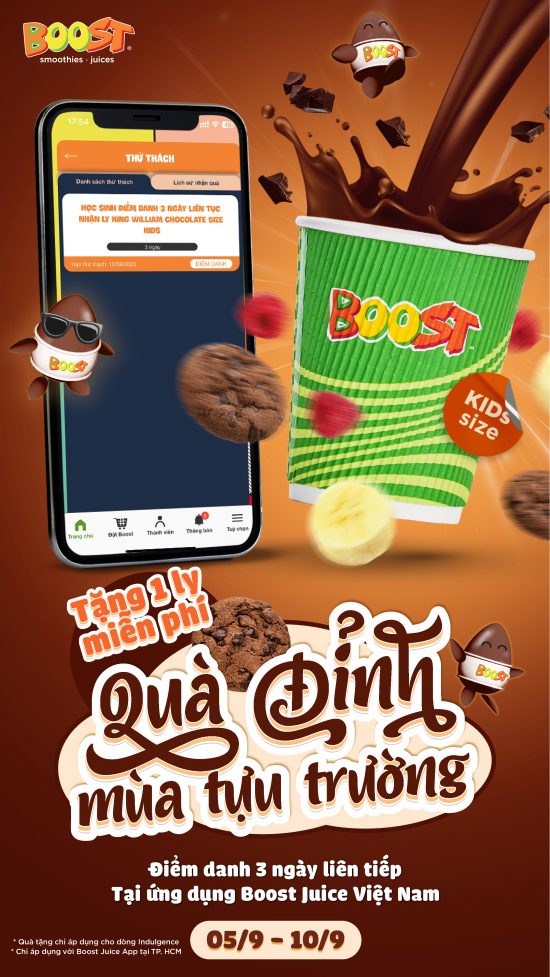 BOOST
smoothies · juices
BOOST
17:54
THỬ THÁCH
Danh sách thử thách
Lịch sử nhận quà
HỌC SINH ĐIỂM DANH 3 NGÀY LIÊN TỤC
NHẬN LY KING WILLIAM CHOCOLATE SIZE
KIDS
3 ngày
Hạn thử thách: 10/09/2023
ĐIỂM DANH
BOOST
BOOST
KIDs
size
Trang chủ
Đặt Boost
Thành viên
Thông báo
Tuỳ chọn
Tặng 1 ly
miễn phí
Quà Đỉnh
mùa tựu trường
BOOST
Điểm danh 3 ngày liên tiếp
Tại ứng dụng Boost Juice Việt Nam
* Quà tặng chỉ áp dụng cho dòng Indulgence
* Chỉ áp dụng với Boost Juice App tại TP. HCM
05/9 – 10/9